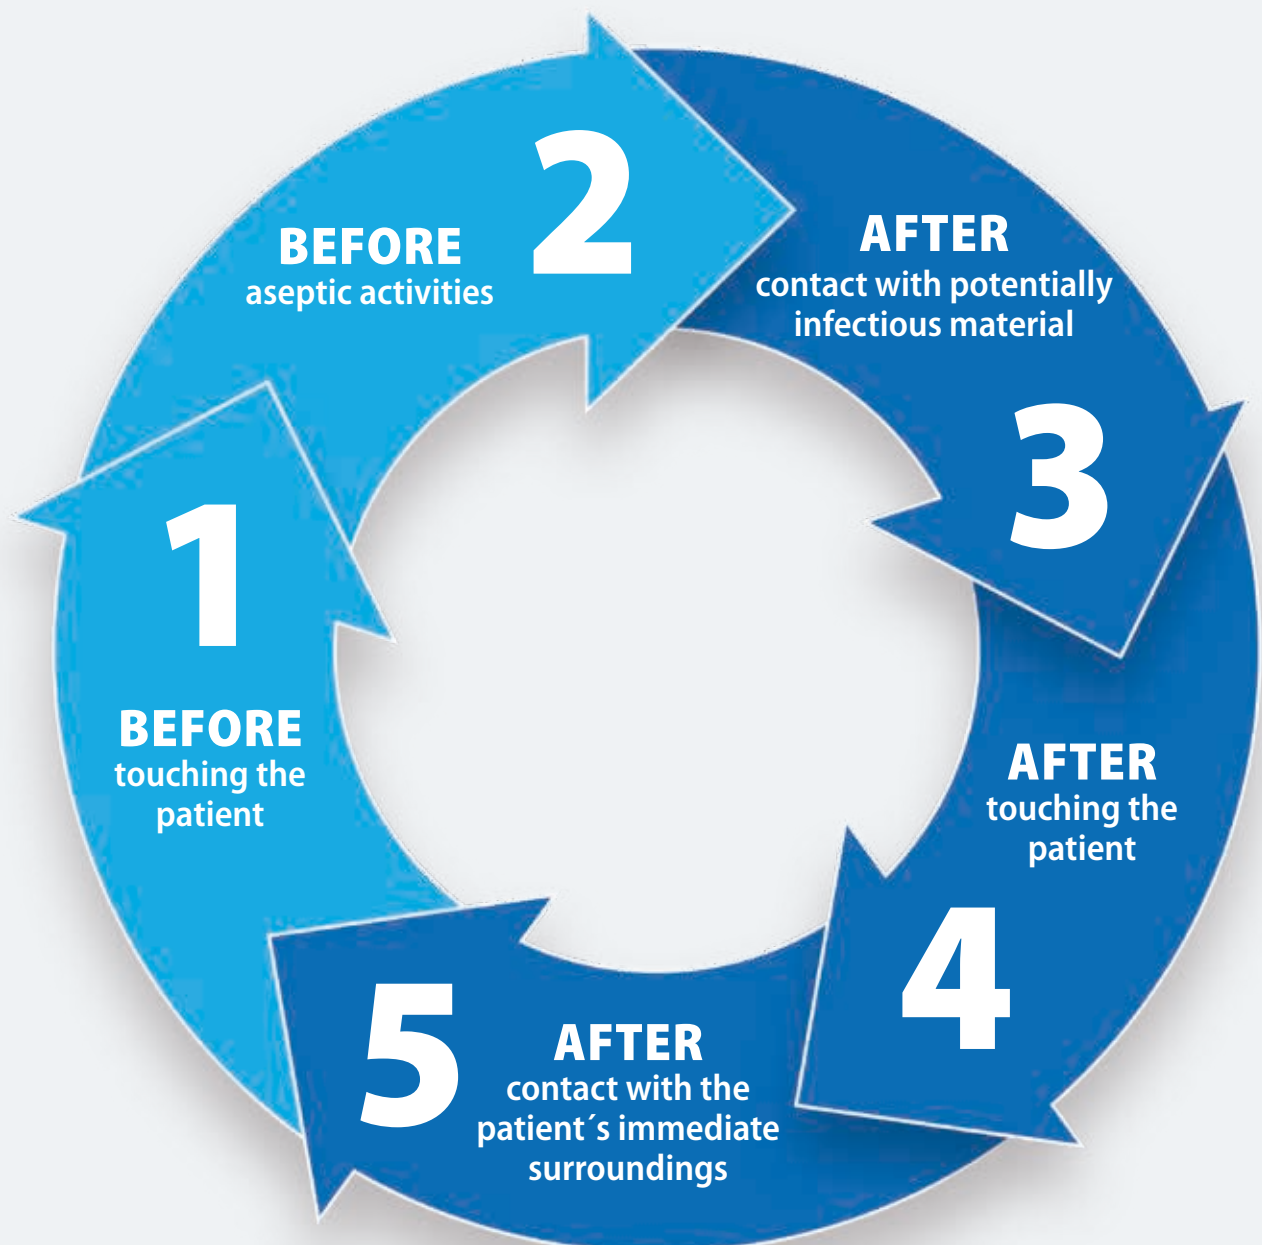 1
BEFORE
touching the
patient
2
BEFORE
aseptic activities
AFTER
contact with potentially
infectious material
3
AFTER
touching the
patient
4
5
AFTER
contact with the
patient´s immediate
surroundings